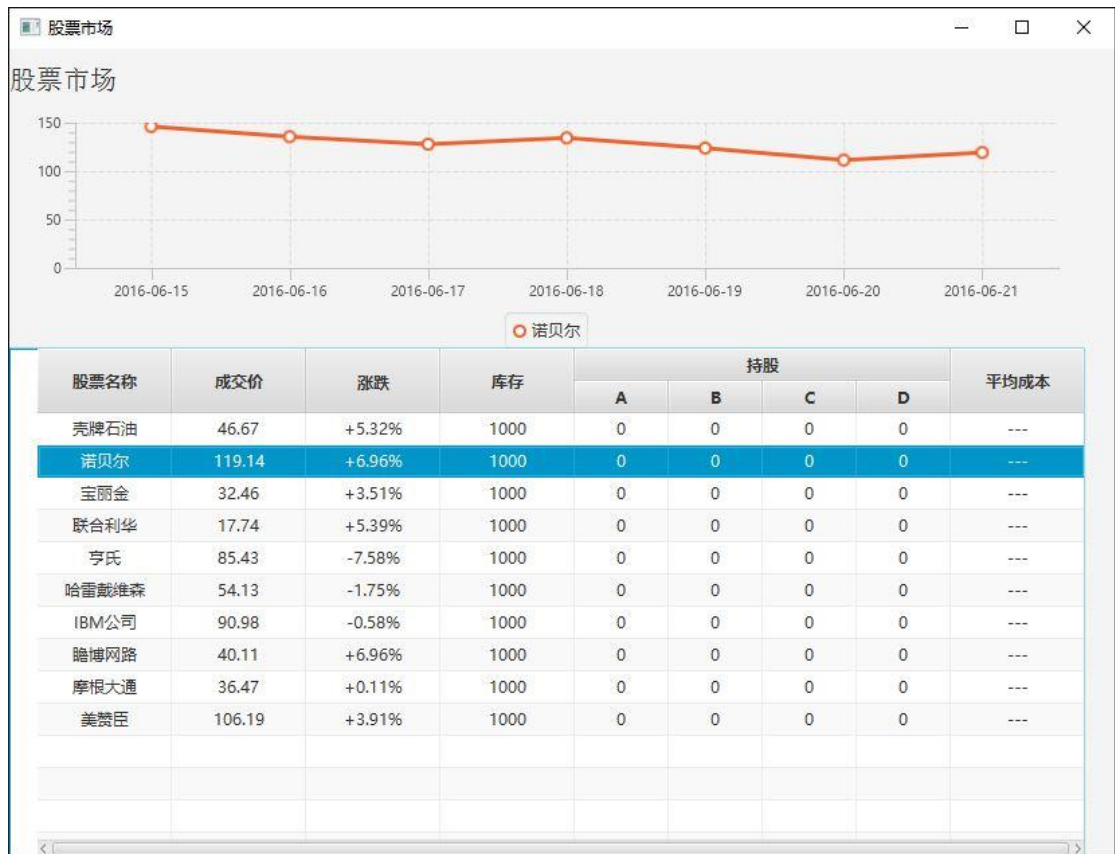 股票市场
股票市场
150
100
50
0
2016-06-15 2016-06-16 2016-06-17 2016-06-18 2016-06-19 2016-06-20 2016-06-21
诺贝尔
股票名称 成交价 涨跌 库存 持股 平均成本
A B C D
壳牌石油 46.67 +5.32% 1000 0 0 0 0 ---
诺贝尔 119.14 +6.96% 1000 0 0 0 0 ---
宝丽金 32.46 +3.51% 1000 0 0 0 0 ---
联合利华 17.74 +5.39% 1000 0 0 0 0 ---
亨氏 85.43 -7.58% 1000 0 0 0 0 ---
哈雷戴维森 54.13 -1.75% 1000 0 0 0 0 ---
IBM公司 90.98 -0.58% 1000 0 0 0 0 ---
瞻博网路 40.11 +6.96% 1000 0 0 0 0 ---
摩根大通 36.47 +0.11% 1000 0 0 0 0 ---
美赞臣 106.19 +3.91% 1000 0 0 0 0 ---